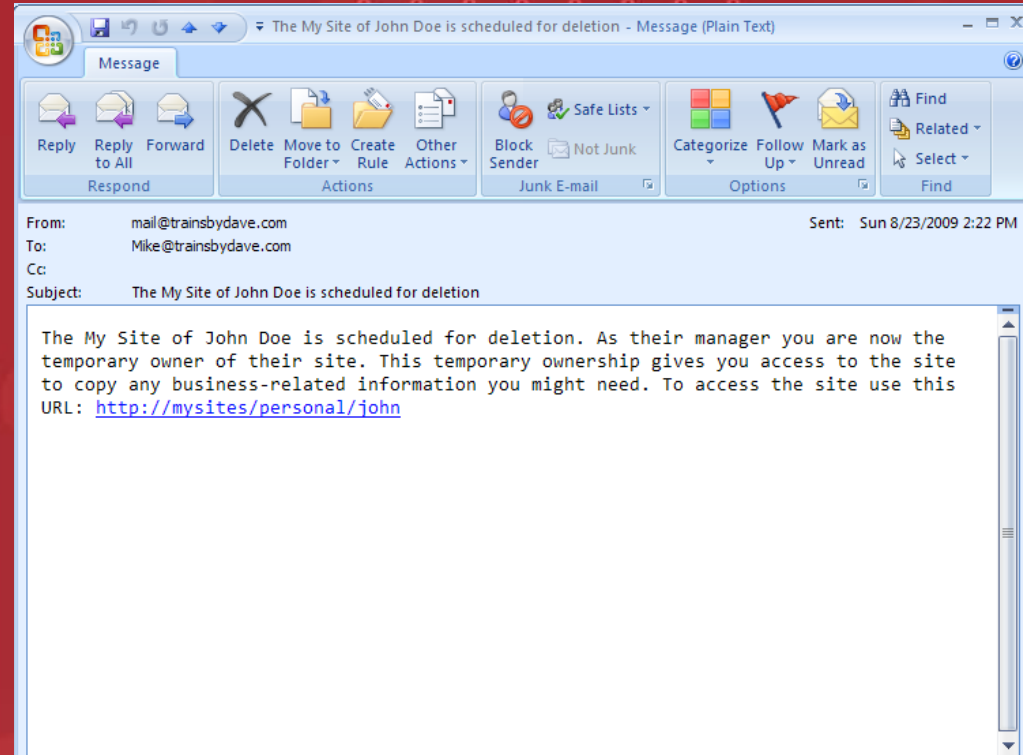 The My Site of John Doe is scheduled for deletion - Message (Plain Text)
Message
Reply
Reply to All
Forward
Delete
Move to Folder
Create Rule
Other Actions
Block Sender
Safe Lists
Not Junk
Categorize
Follow Up
Mark as Unread
Find
Related
Select
Respond
Actions
Junk E-mail
Options
Find
From: mail@trainsbydave.com
Sent: Sun 8/23/2009 2:22 PM
To: Mike@trainsbydave.com
Cc:
Subject: The My Site of John Doe is scheduled for deletion
The My Site of John Doe is scheduled for deletion. As their manager you are now the
temporary owner of their site. This temporary ownership gives you access to the site
to copy any business-related information you might need. To access the site use this
URL: http://mysites/personal/john